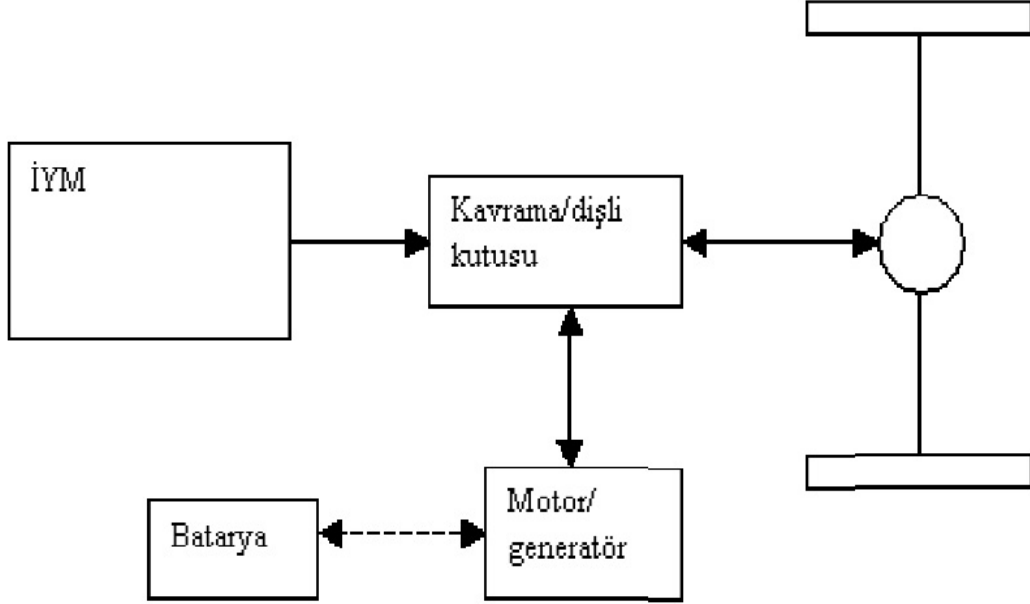 İYM
Kavrama/dişli
kutusu
Motor/
generatör
Batarya